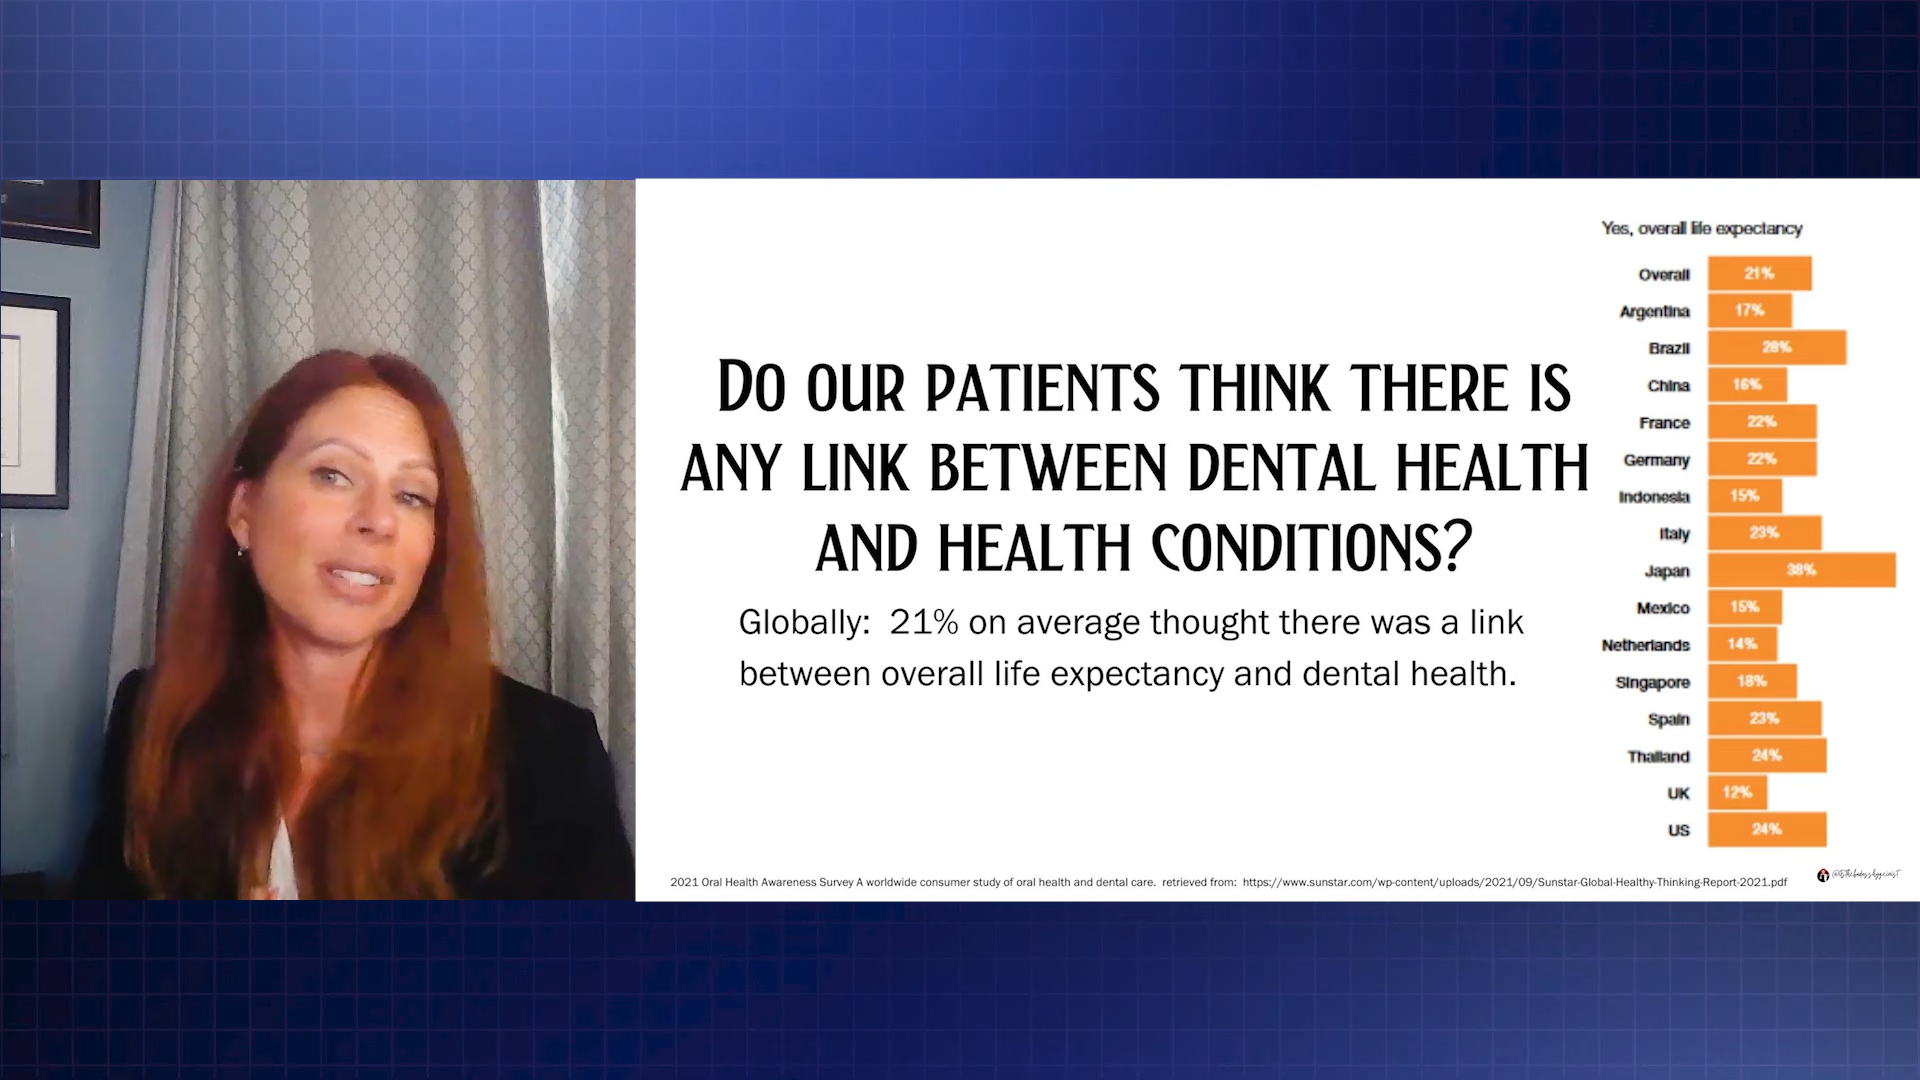 Do our patients think there is
any link between dental health
and health conditions?
Globally: 21% on average thought there was a link
between overall life expectancy and dental health.
Yes, overall life expectancy
Overall 21%
Argentina 17%
Brazil 28%
China 16%
France 22%
Germany 22%
Indonesia 15%
Italy 23%
Japan 38%
Mexico 15%
Netherlands 14%
Singapore 18%
Spain 23%
Thailand 24%
UK 12%
US 24%
2021 Oral Health Awareness Survey A worldwide consumer study of oral health and dental care. retrieved from: https://www.sunstar.com/wp-content/uploads/2021/09/Sunstar-Global-Healthy-Thinking-Report-2021.pdf